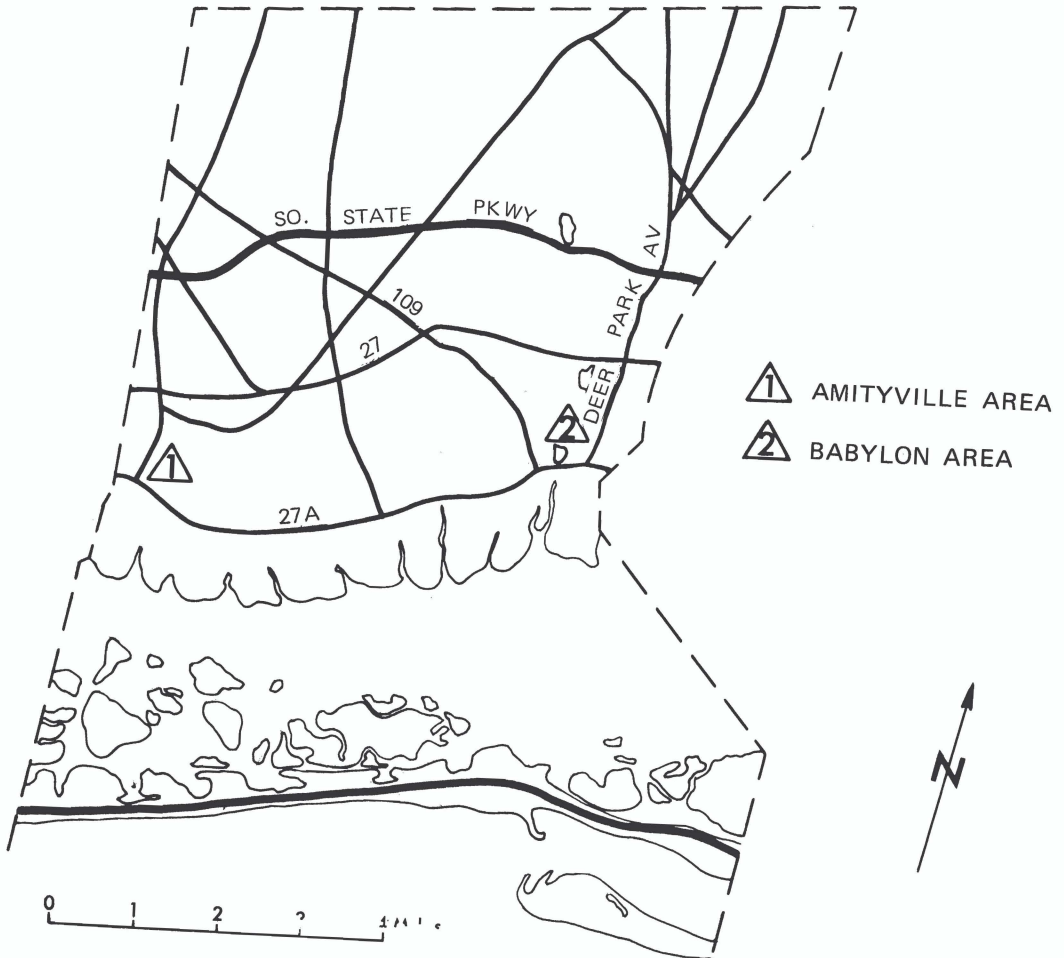 SO. STATE PKWY
DEER PARK AV
109
27
1 AMITYVILLE AREA
2
2 BABYLON AREA
1
27A
N
0 1 2